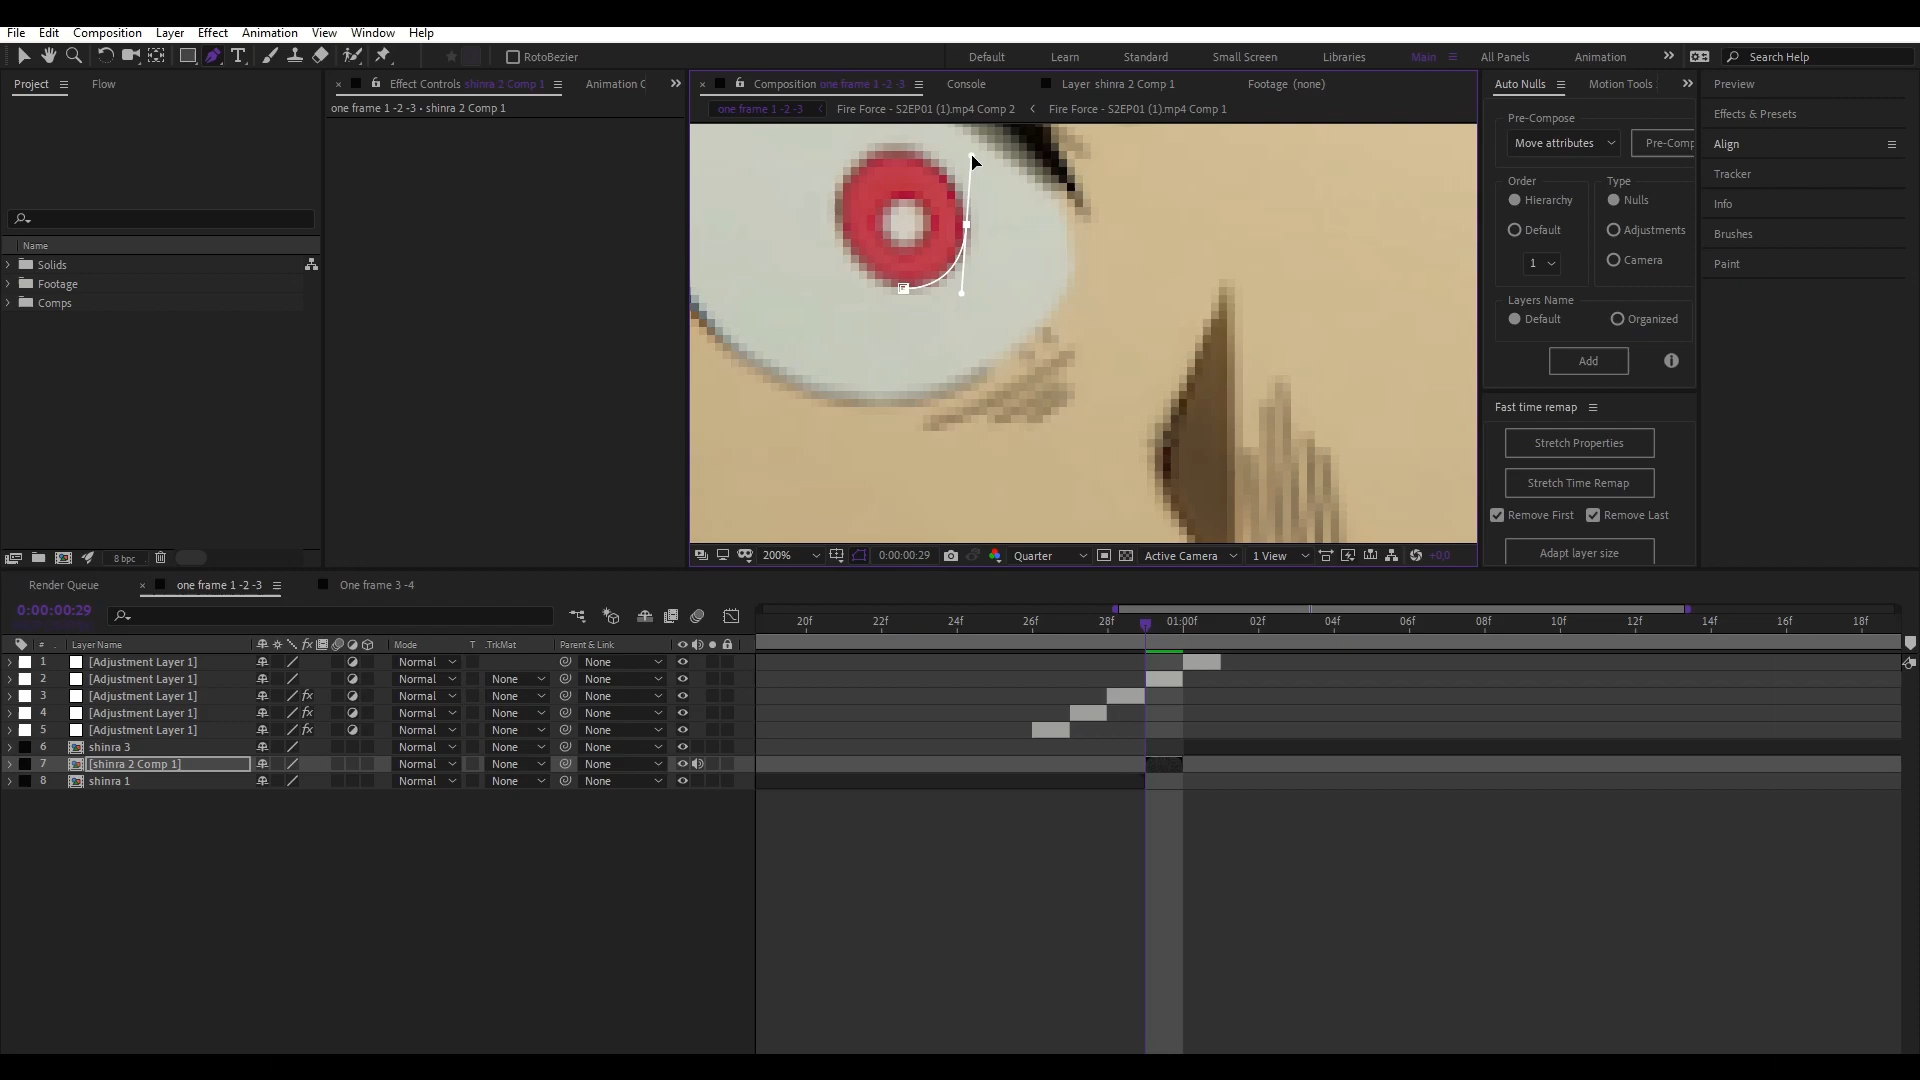 File Edit Composition Layer Effect Animation View Window Help
RotoBezier Default Learn Standard Small Screen Libraries Main All Panels Animation Search Help
Project Flow Effect Controls shinra 2 Comp 1 Animation C Composition one frame 1 -2 -3 Console Layer shinra 2 Comp 1 Footage (none) Auto Nulls Motion Tools Preview
one frame 1 -2 -3 • shinra 2 Comp 1 one frame 1 -2 -3 Fire Force - S2EP01 (1).mp4 Comp 2 Fire Force - S2EP01 (1).mp4 Comp 1
Pre-Compose Effects & Presets
Move attributes Pre-Comp Align
Tracker
Order Type
Hierarchy Nulls Info
Default Adjustments Brushes
1 Camera Paint
Name
Solids
Footage
Comps
Layers Name
Default Organized
Add
Fast time remap
Stretch Properties
Stretch Time Remap
Remove First Remove Last
Adapt layer size
8 bpc 200% 0:00:00:29 Quarter Active Camera 1 View +0,0
Render Queue one frame 1 -2 -3 One frame 3 -4
0:00:00:29
20f 22f 24f 26f 28f 01:00f 02f 04f 06f 08f 10f 12f 14f 16f 18f
# Layer Name Mode T .TrkMat Parent & Link
1 [Adjustment Layer 1] Normal None
2 [Adjustment Layer 1] Normal None None
3 [Adjustment Layer 1] fx Normal None None
4 [Adjustment Layer 1] fx Normal None None
5 [Adjustment Layer 1] fx Normal None None
6 shinra 3 Normal None None
7 [shinra 2 Comp 1] Normal None None
8 shinra 1 Normal None None